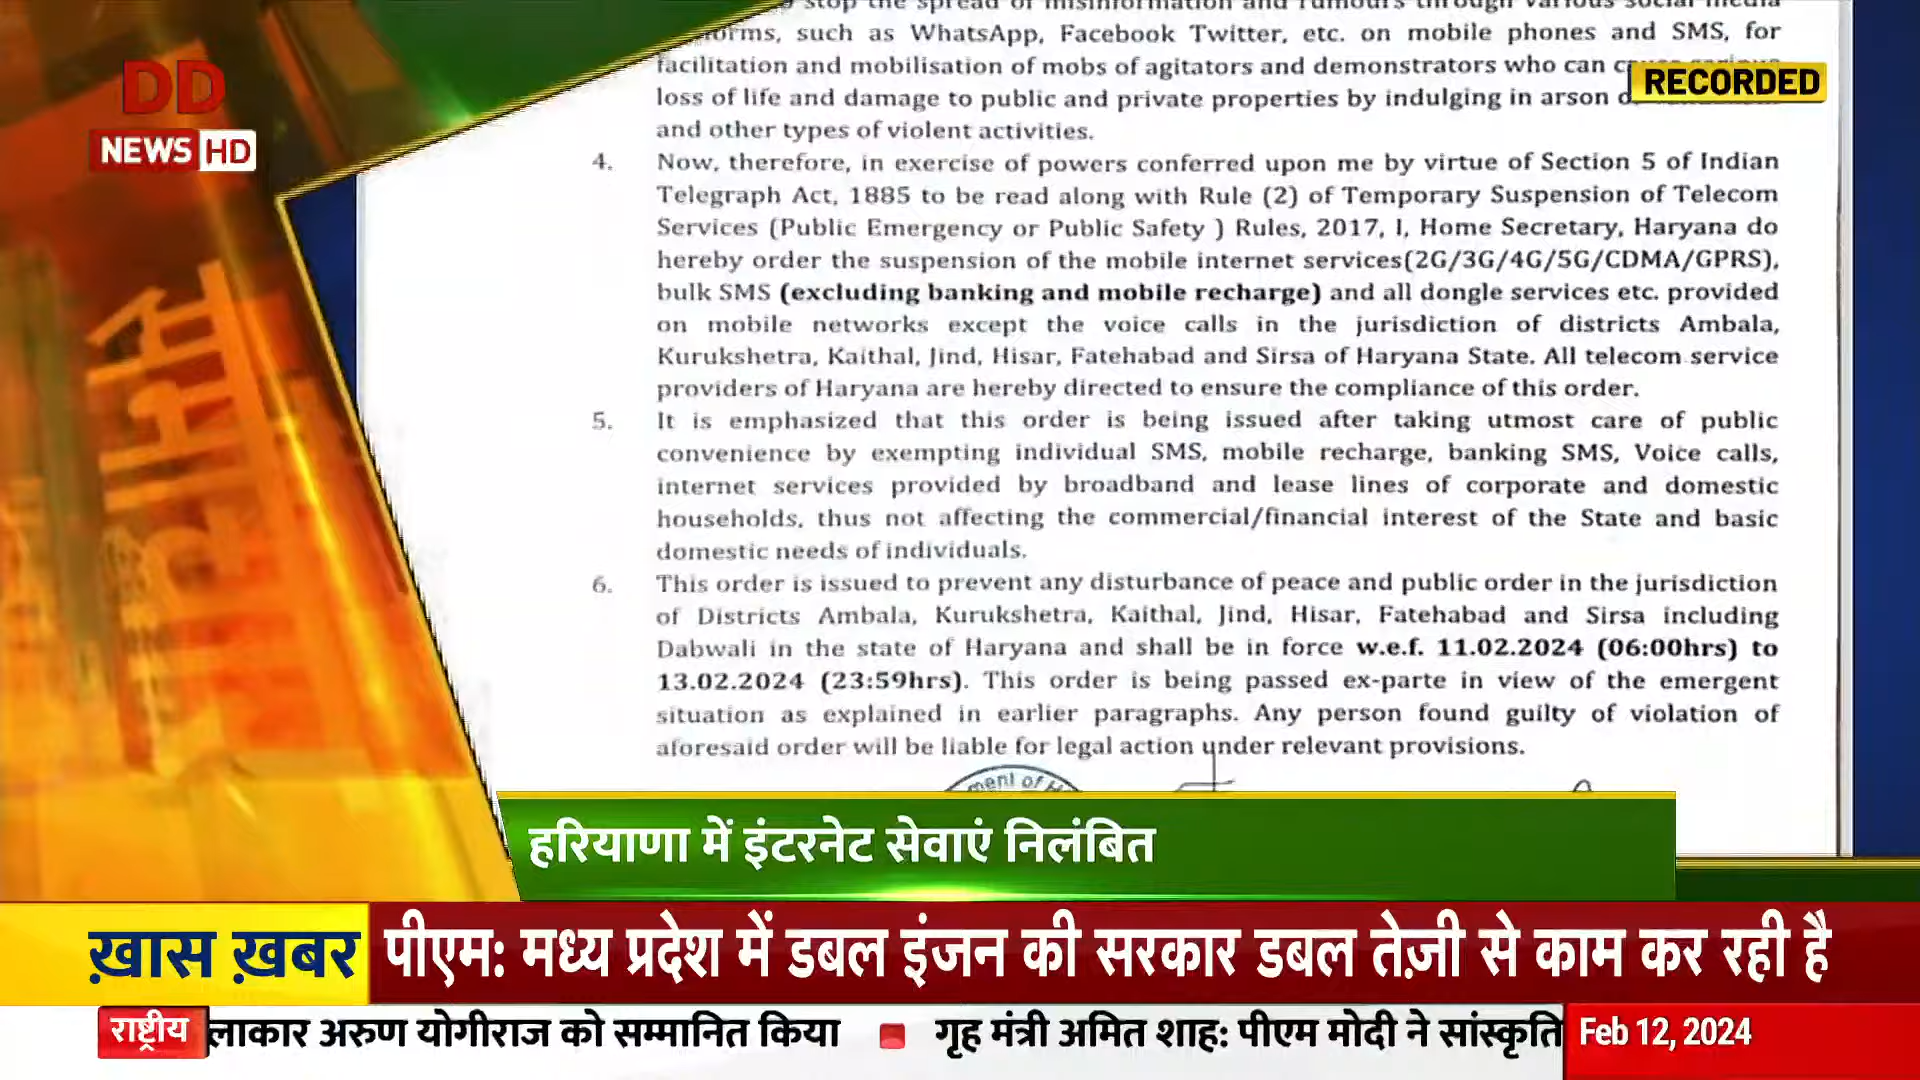 stop the spread of misinformation and rumours through various social media
such as WhatsApp, Facebook Twitter, etc. on mobile phones and SMS, for
facilitation and mobilisation of mobs of agitators and demonstrators who can
loss of life and damage to public and private properties by indulging in arson
and other types of violent activities.
4. Now, therefore, in exercise of powers conferred upon me by virtue of Section 5 of Indian
Telegraph Act, 1885 to be read along with Rule (2) of Temporary Suspension of Telecom
Services (Public Emergency or Public Safety ) Rules, 2017, I, Home Secretary, Haryana do
hereby order the suspension of the mobile internet services(2G/3G/4G/5G/CDMA/GPRS),
bulk SMS (excluding banking and mobile recharge) and all dongle services etc. provided
on mobile networks except the voice calls in the jurisdiction of districts Ambala,
Kurukshetra, Kaithal, Jind, Hisar, Fatehabad and Sirsa of Haryana State. All telecom service
providers of Haryana are hereby directed to ensure the compliance of this order.
5. It is emphasized that this order is being issued after taking utmost care of public
convenience by exempting individual SMS, mobile recharge, banking SMS, Voice calls,
internet services provided by broadband and lease lines of corporate and domestic
households, thus not affecting the commercial/financial interest of the State and basic
domestic needs of individuals.
6. This order is issued to prevent any disturbance of peace and public order in the jurisdiction
of Districts Ambala, Kurukshetra, Kaithal, Jind, Hisar, Fatehabad and Sirsa including
Dabwali in the state of Haryana and shall be in force w.e.f. 11.02.2024 (06:00hrs) to
13.02.2024 (23:59hrs). This order is being passed ex-parte in view of the emergent
situation as explained in earlier paragraphs. Any person found guilty of violation of
aforesaid order will be liable for legal action under relevant provisions.
DD
NEWS HD
RECORDED
हरियाणा में इंटरनेट सेवाएं निलंबित
ख़ास ख़बर
पीएम: मध्य प्रदेश में डबल इंजन की सरकार डबल तेज़ी से काम कर रही है
राष्ट्रीय
लाकार अरुण योगीराज को सम्मानित किया
गृह मंत्री अमित शाह: पीएम मोदी ने सांस्कृति
Feb 12, 2024